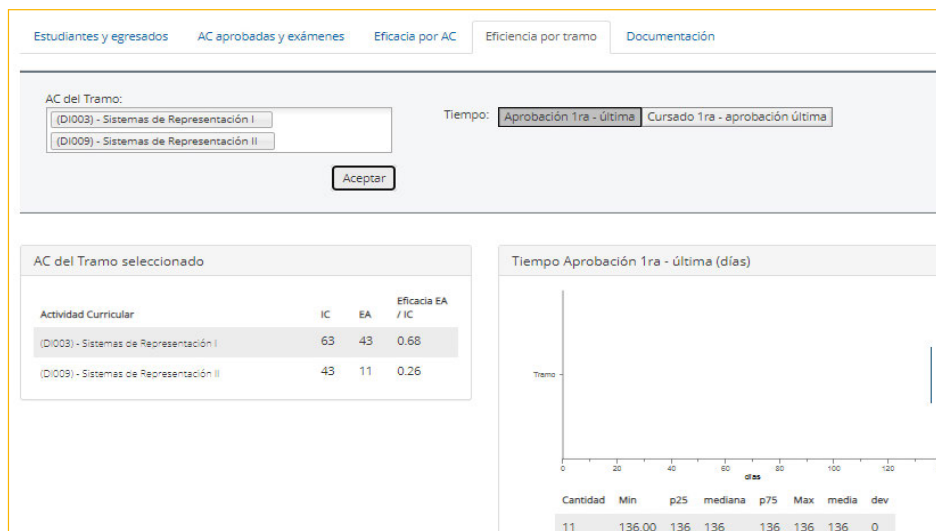 Estudiantes y egresados AC aprobadas y exámenes Eficacia por AC Eficiencia por tramo Documentación
AC del Tramo:
(DI003) - Sistemas de Representación I
(DI009) - Sistemas de Representación II
Aceptar
Tiempo: Aprobación 1ra - última Cursado 1ra - aprobación última
AC del Tramo seleccionado
Actividad Curricular IC EA Eficacia EA / IC
(DI003) - Sistemas de Representación I 63 43 0.68
(DI009) - Sistemas de Representación II 43 11 0.26
Tiempo Aprobación 1ra - última (días)
Tramo
0 20 40 60 80 100 120
días
Cantidad Min p25 mediana p75 Max media dev
11 136.00 136 136 136 136 136 0